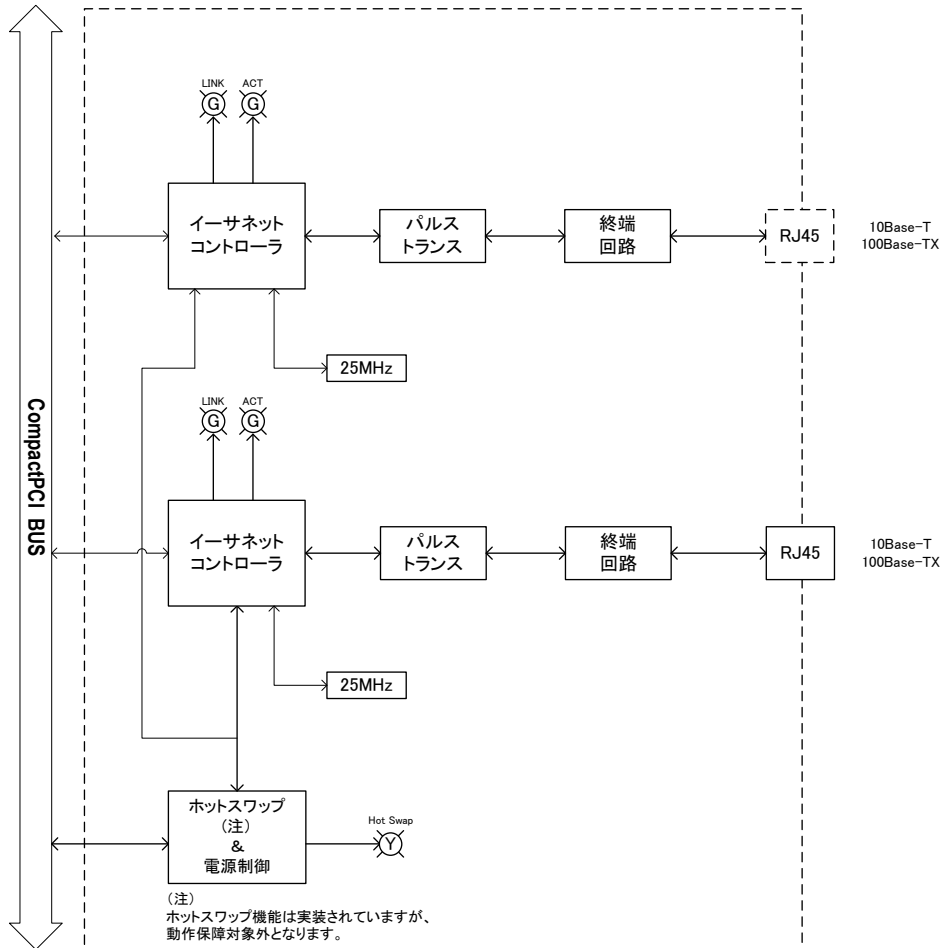 LINK ACT
G G
イーサネット
コントローラ
パルス
トランス
終端
回路
RJ45
10Base-T
100Base-TX
25MHz
CompactPCI BUS
LINK ACT
G G
イーサネット
コントローラ
パルス
トランス
終端
回路
RJ45
10Base-T
100Base-TX
25MHz
ホットスワップ
（注）
&
電源制御
Hot Swap
Y
（注）
ホットスワップ機能は実装されていますが、
動作保障対象外となります。